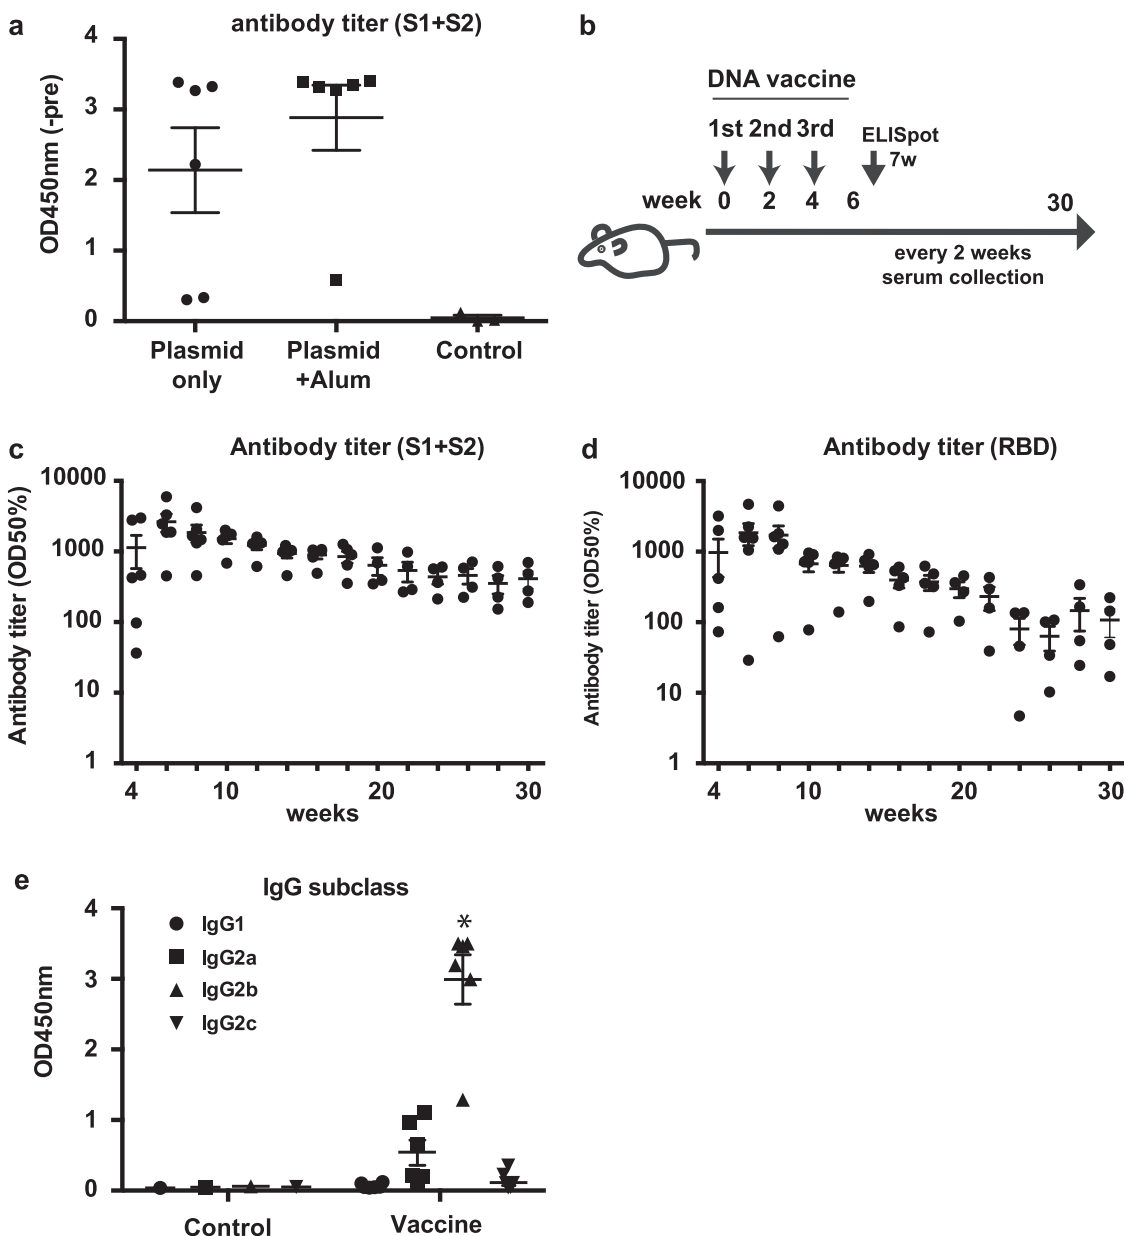 a
antibody titer (S1+S2)
OD450nm (-pre)
4
3
2
1
0
Plasmid only
Plasmid +Alum
Control
b
DNA vaccine
1st 2nd 3rd
ELISpot
7w
week 0 2 4 6 30
every 2 weeks
serum collection
c
Antibody titer (S1+S2)
Antibody titer (OD50%)
10000
1000
100
10
1
4 10 20 30
weeks
d
Antibody titer (RBD)
Antibody titer (OD50%)
10000
1000
100
10
1
4 10 20 30
weeks
e
IgG subclass
OD450nm
4
3
2
1
0
IgG1
IgG2a
IgG2b
IgG2c
*
Control
Vaccine